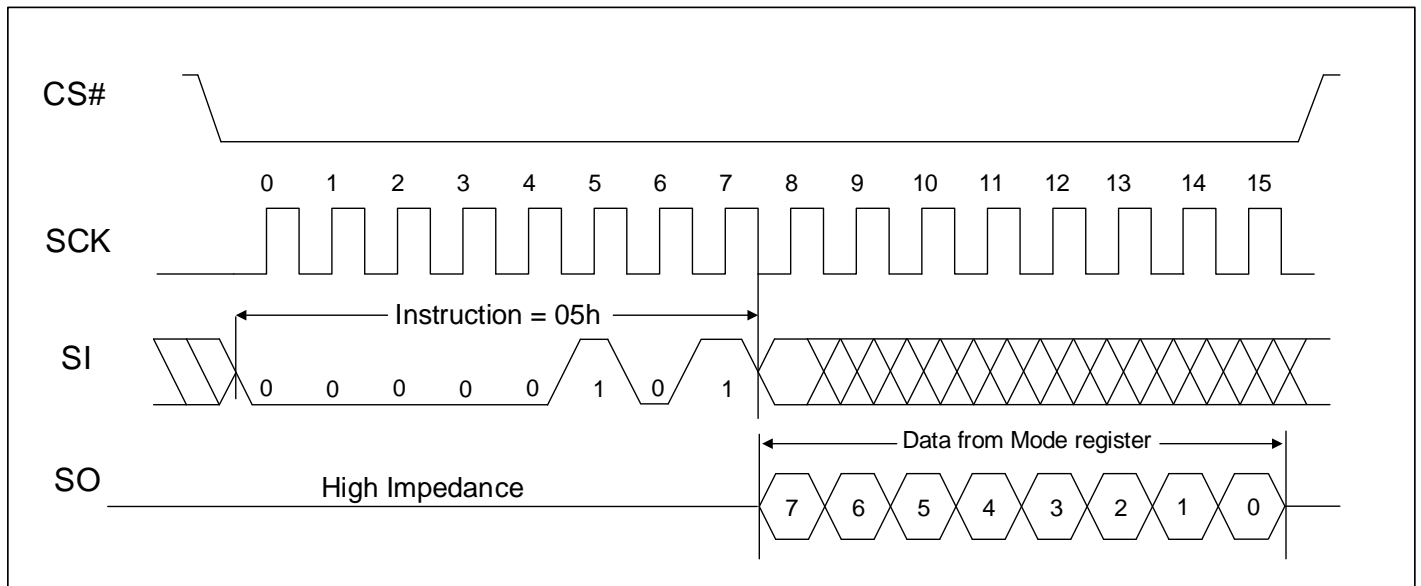 CS#
0 1 2 3 4 5 6 7 8 9 10 11 12 13 14 15
SCK
Instruction = 05h
SI
0 0 0 0 0 1 0 1
Data from Mode register
SO
High Impedance
7 6 5 4 3 2 1 0